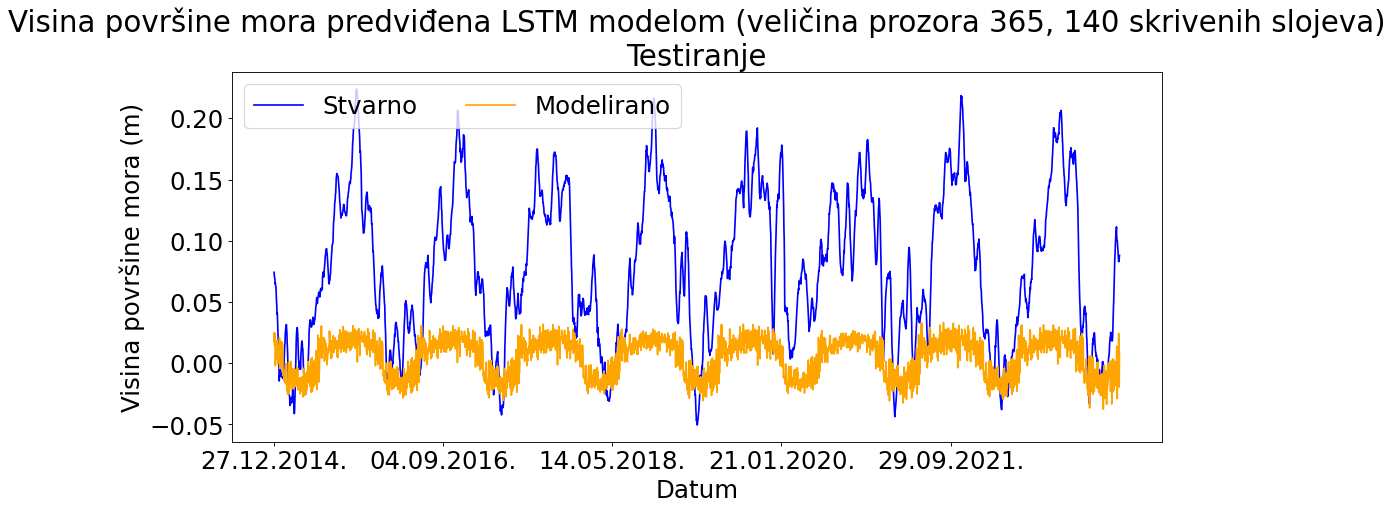 Visina površine mora predviđena LSTM modelom (veličina prozora 365, 140 skrivenih slojeva)
Testiranje
Stvarno
Modelirano
Visina površine mora (m)
0.20
0.15
0.10
0.05
0.00
−0.05
27.12.2014.
04.09.2016.
14.05.2018.
21.01.2020.
29.09.2021.
Datum